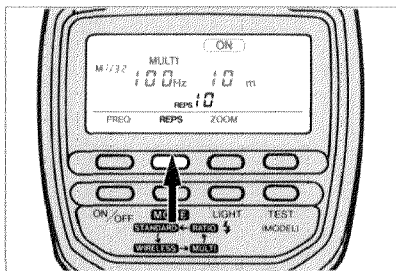 ON
MULTI
M 1/32 100Hz 10 m
REPS 10
FREQ REPS ZOOM
ON/OFF MODE LIGHT TEST
STANDARD RATIO (MODEL)
WIRELESS MULTI